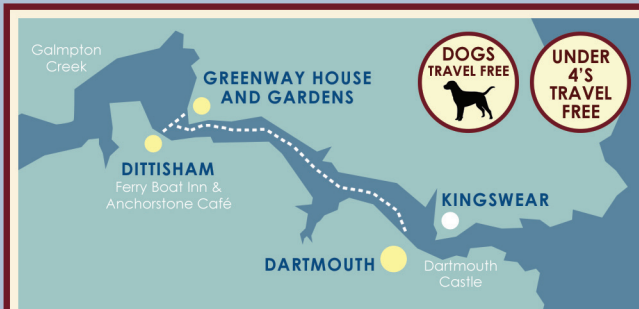 Galmpton
Creek
GREENWAY HOUSE
AND GARDENS
DOGS
TRAVEL FREE
UNDER
4'S
TRAVEL
FREE
DITTISHAM
Ferry Boat Inn &
Anchorstone Café
KINGSWEAR
DARTMOUTH
Dartmouth
Castle